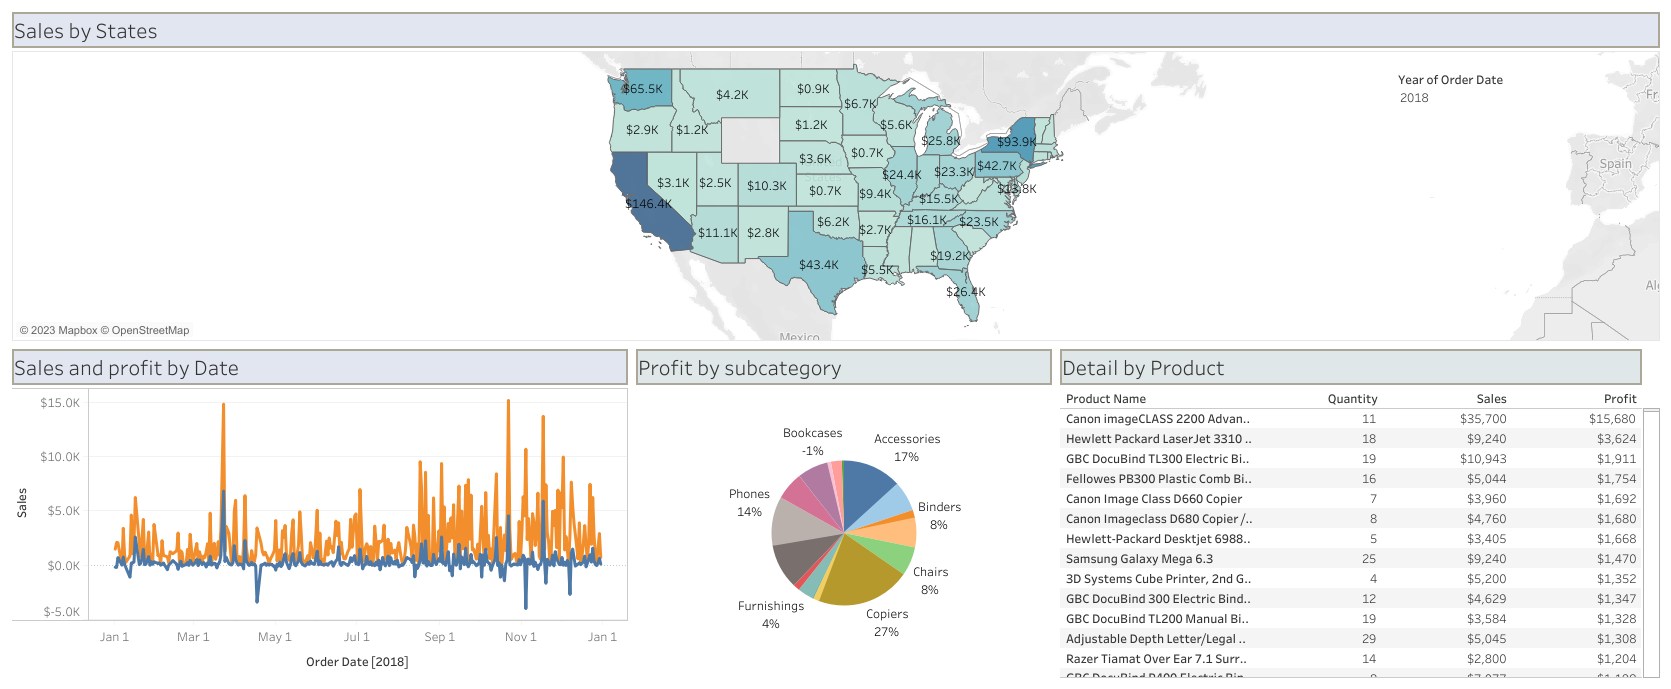 Sales by States
Year of Order Date
2018
$65.5K
$4.2K
$0.9K
$6.7K
$2.9K
$1.2K
$1.2K
$5.6K
$25.8K
$93.9K
$3.6K
$0.7K
$42.7K
$3.1K
$2.5K
$10.3K
$0.7K
$9.4K
$24.4K
$23.3K
$13.8K
$146.4K
$15.5K
$11.1K
$2.8K
$6.2K
$2.7K
$16.1K
$23.5K
$43.4K
$5.5K
$19.2K
$26.4K
States
Mexico
Spain
Fr
Al
© 2023 Mapbox © OpenStreetMap
Sales and profit by Date
$15.0K
$10.0K
$5.0K
$0.0K
$-5.0K
Sales
Jan 1 Mar 1 May 1 Jul 1 Sep 1 Nov 1 Jan 1
Order Date [2018]
Profit by subcategory
Bookcases
-1%
Accessories
17%
Phones
14%
Binders
8%
Chairs
8%
Furnishings
4%
Copiers
27%
Detail by Product
Product Name Quantity Sales Profit
Canon imageCLASS 2200 Advan.. 11 $35,700 $15,680
Hewlett Packard LaserJet 3310 .. 18 $9,240 $3,624
GBC DocuBind TL300 Electric Bi.. 19 $10,943 $1,911
Fellowes PB300 Plastic Comb Bi.. 16 $5,044 $1,754
Canon Image Class D660 Copier 7 $3,960 $1,692
Canon Imageclass D680 Copier /.. 8 $4,760 $1,680
Hewlett-Packard Deskjet 6988.. 5 $3,405 $1,668
Samsung Galaxy Mega 6.3 25 $9,240 $1,470
3D Systems Cube Printer, 2nd G.. 4 $5,200 $1,352
GBC DocuBind 300 Electric Bind.. 12 $4,629 $1,347
GBC DocuBind TL200 Manual Bi.. 19 $3,584 $1,328
Adjustable Depth Letter/Legal .. 29 $5,045 $1,308
Razer Tiamat Over Ear 7.1 Surr.. 14 $2,800 $1,204
GBC DocuBind P400 Electric Bin..